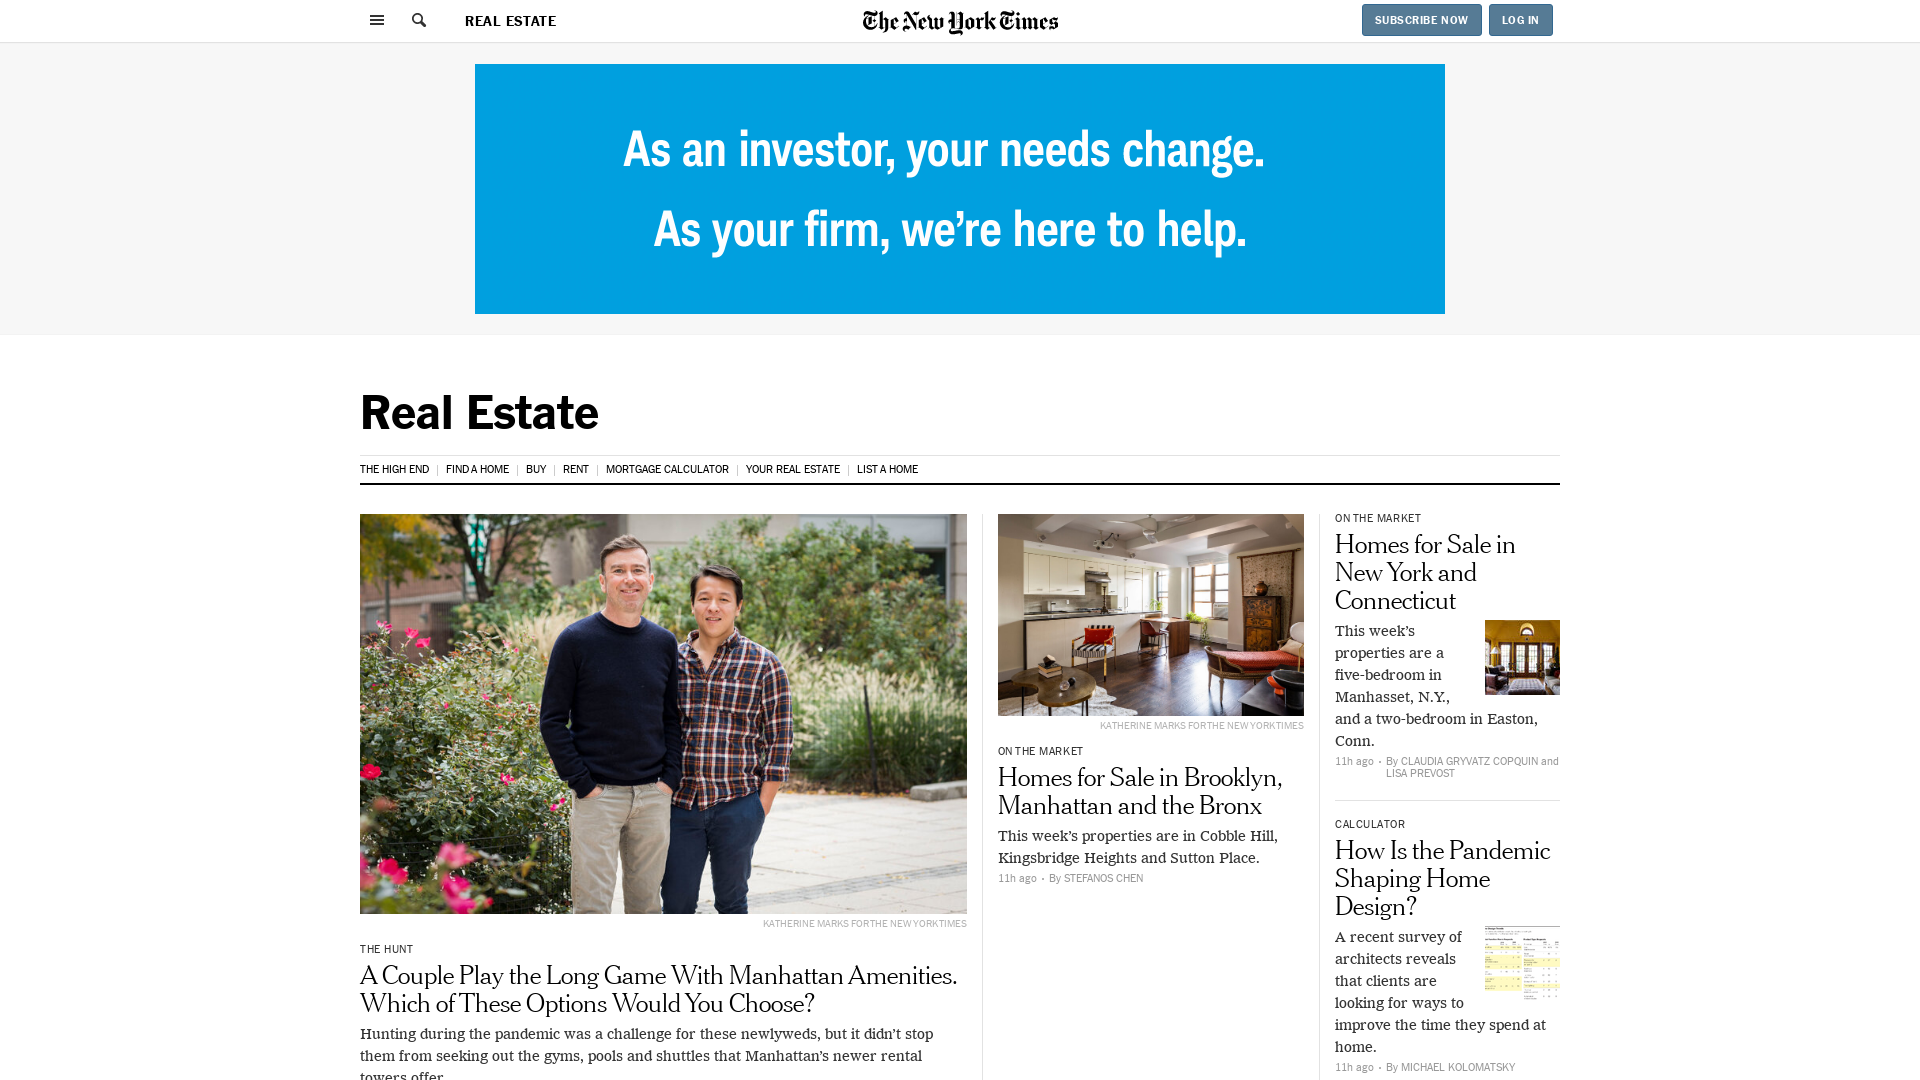 REAL ESTATE
The New York Times
SUBSCRIBE NOW
LOG IN
As an investor, your needs change.
As your firm, we're here to help.
Real Estate
THE HIGH END
FIND A HOME
BUY
RENT
MORTGAGE CALCULATOR
YOUR REAL ESTATE
LIST A HOME
KATHERINE MARKS FOR THE NEW YORK TIMES
THE HUNT
A Couple Play the Long Game With Manhattan Amenities.
Which of These Options Would You Choose?
Hunting during the pandemic was a challenge for these newlyweds, but it didn’t stop
them from seeking out the gyms, pools and shuttles that Manhattan’s newer rental
towers offer.
KATHERINE MARKS FOR THE NEW YORK TIMES
ON THE MARKET
Homes for Sale in Brooklyn,
Manhattan and the Bronx
This week’s properties are in Cobble Hill,
Kingsbridge Heights and Sutton Place.
11h ago • By STEFANOS CHEN
ON THE MARKET
Homes for Sale in
New York and
Connecticut
This week’s
properties are a
five-bedroom in
Manhasset, N.Y.,
and a two-bedroom in Easton,
Conn.
11h ago • By CLAUDIA GRYVATZ COPQUIN and
LISA PREVOST
CALCULATOR
How Is the Pandemic
Shaping Home
Design?
A recent survey of
architects reveals
that clients are
looking for ways to
improve the time they spend at
home.
11h ago • By MICHAEL KOLOMATSKY